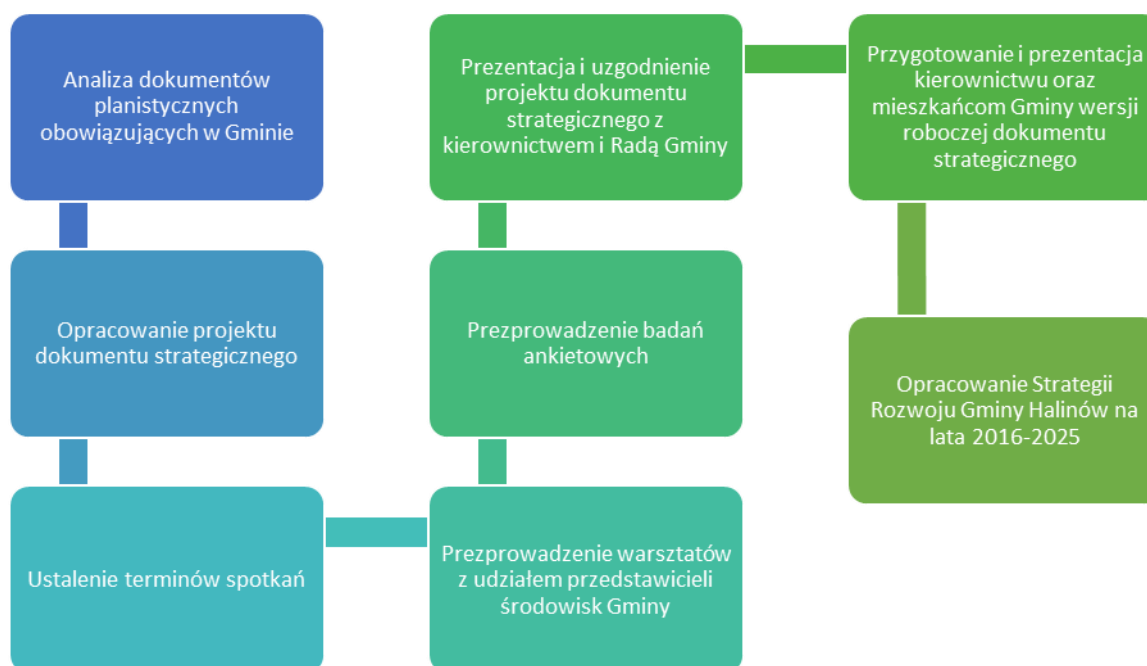 Analiza dokumentów
planistycznych
obowiązujących w Gminie
Opracowanie projektu
dokumentu strategicznego
Ustalenie terminów spotkań
Prezprowadzenie warsztatów
z udziałem przedstawicieli
środowisk Gminy
Prezprowadzenie badań
ankietowych
Prezentacja i uzgodnienie
projektu dokumentu
strategicznego z
kierownictwem i Radą Gminy
Przygotowanie i prezentacja
kierownictwu oraz
mieszkańcom Gminy wersji
roboczej dokumentu
strategicznego
Opracowanie Strategii
Rozwoju Gminy Halinów na
lata 2016-2025